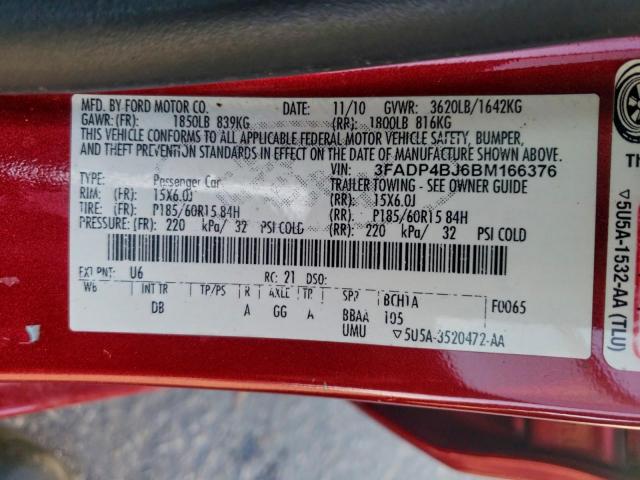 MFD. BY FORD MOTOR CO. DATE: 11/10 GVWR: 3620LB/1642KG
GAWR: (FR): 1850LB 839KG (RR): 1800LB 816KG
THIS VEHICLE CONFORMS TO ALL APPLICABLE FEDERAL MOTOR VEHICLE SAFETY, BUMPER,
AND THEFT PREVENTION STANDARDS IN EFFECT ON THE DATE OF MANUFACTURE SHOWN ABOVE.
VIN: 3FADP4BJ6BM166376
TYPE: Passenger Car TRAILER TOWING - SEE OWNER GUIDE
RIM: (FR): 15X6.0J (RR): 15X6.0J
TIRE: (FR): P185/60R15 84H (RR): P185/60R15 84H
PRESSURE: (FR): 220 kPa/ 32 PSI COLD (RR): 220 kPa/ 32 PSI COLD
EXT PNT: U6 RC: 21 DSO:
WB INT TR TP/PS R AXLE TR SPR BCH1A F0065
DB A GG A BBAA 105
UMU ▽5U5A-3520472-AA
▽5U5A-1532-AA (TLU)